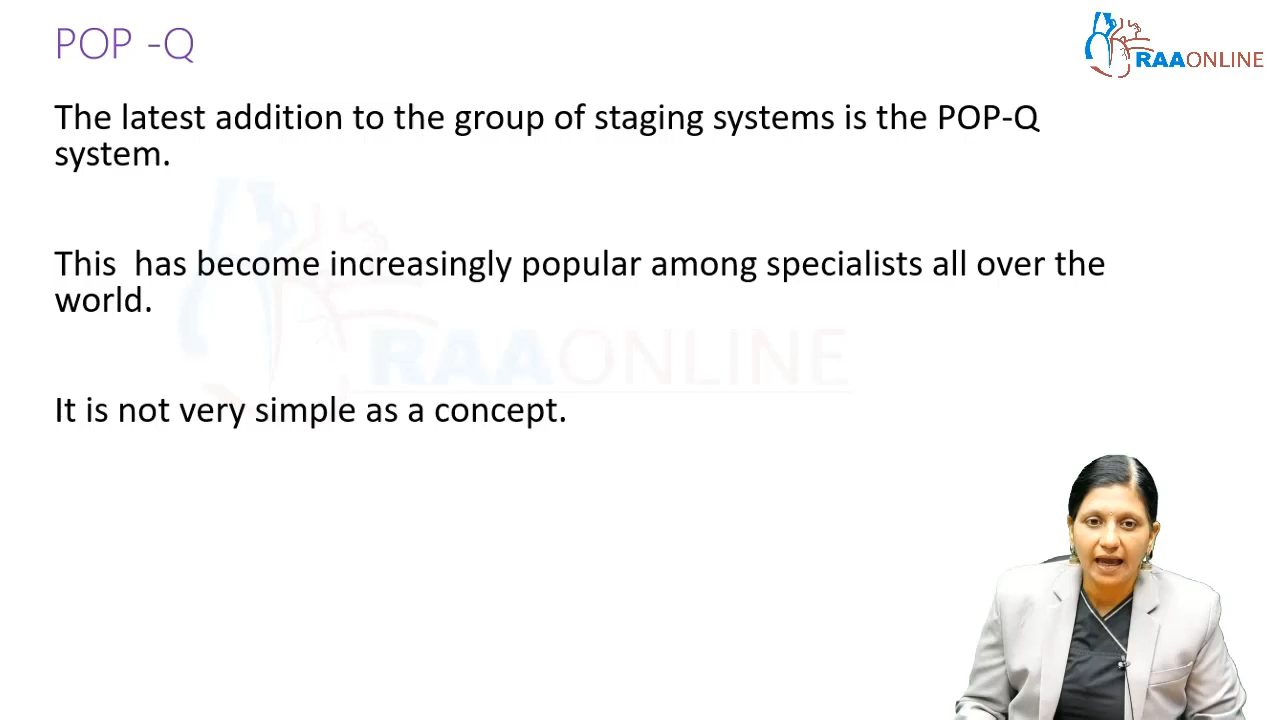 POP -Q
RAAONLINE
The latest addition to the group of staging systems is the POP-Q
system.
This  has become increasingly popular among specialists all over the
world.
RAAONLINE
It is not very simple as a concept.